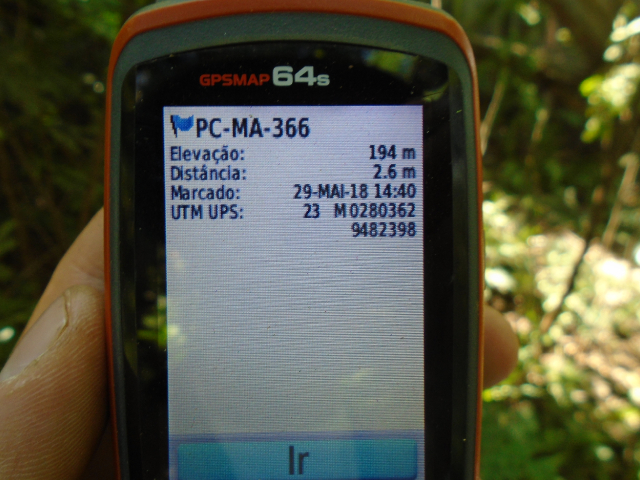 GPSMAP 64s
PC-MA-366
Elevação: 194 m
Distância: 2.6 m
Marcado: 29-MAI-18 14:40
UTM UPS: 23 M 0280362
9482398
Ir